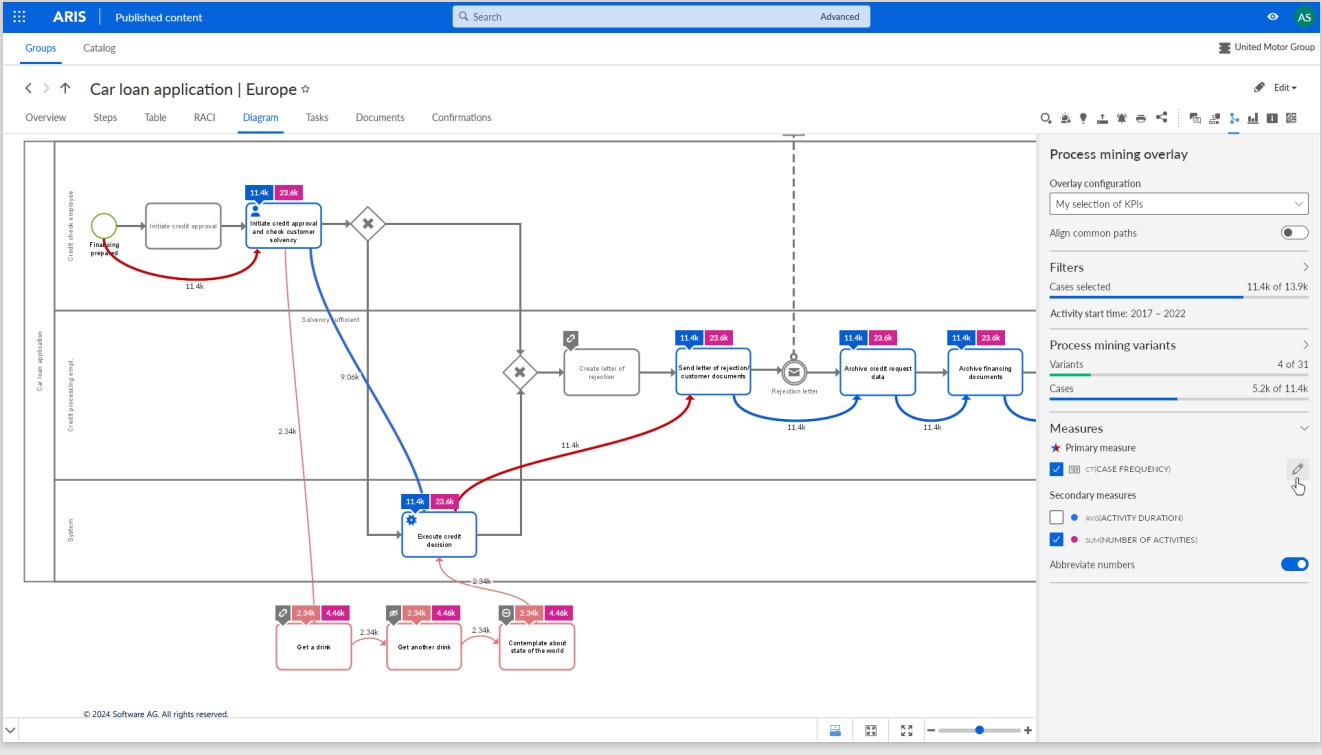 ARIS
Published content
Search
Advanced
AS
Groups
Catalog
United Motor Group
Car loan application | Europe
Edit
Overview
Steps
Table
RACI
Diagram
Tasks
Documents
Confirmations
Process mining overlay
Overlay configuration
My selection of KPIs
Align common paths
Filters
Cases selected
11.4k of 13.9k
Activity start time: 2017 – 2022
Process mining variants
Variants
4 of 31
Cases
5.2k of 11.4k
Measures
Primary measure
CT(CASE FREQUENCY)
Secondary measures
AVG(ACTIVITY DURATION)
SUM(NUMBER OF ACTIVITIES)
Abbreviate numbers
Car loan application
Credit check employee
Financing
prepared
Initiate credit approval
11.4k
23.6k
Initiate credit approval
and check customer
solvency
11.4k
Credit processing empl.
Solvency sufficient
9.06k
2.34k
Create letter of
rejection
11.4k
23.6k
Send letter of rejection/
customer documents
Rejection letter
11.4k
23.6k
Archive credit request
data
11.4k
23.6k
Archive financing
documents
11.4k
11.4k
11.4k
System
11.4k
23.6k
Execute credit
decision
2.34k
2.34k
4.46k
Get a drink
2.34k
2.34k
4.46k
Get another drink
2.34k
2.34k
4.46k
Contemplate about
state of the world
© 2024 Software AG. All rights reserved.